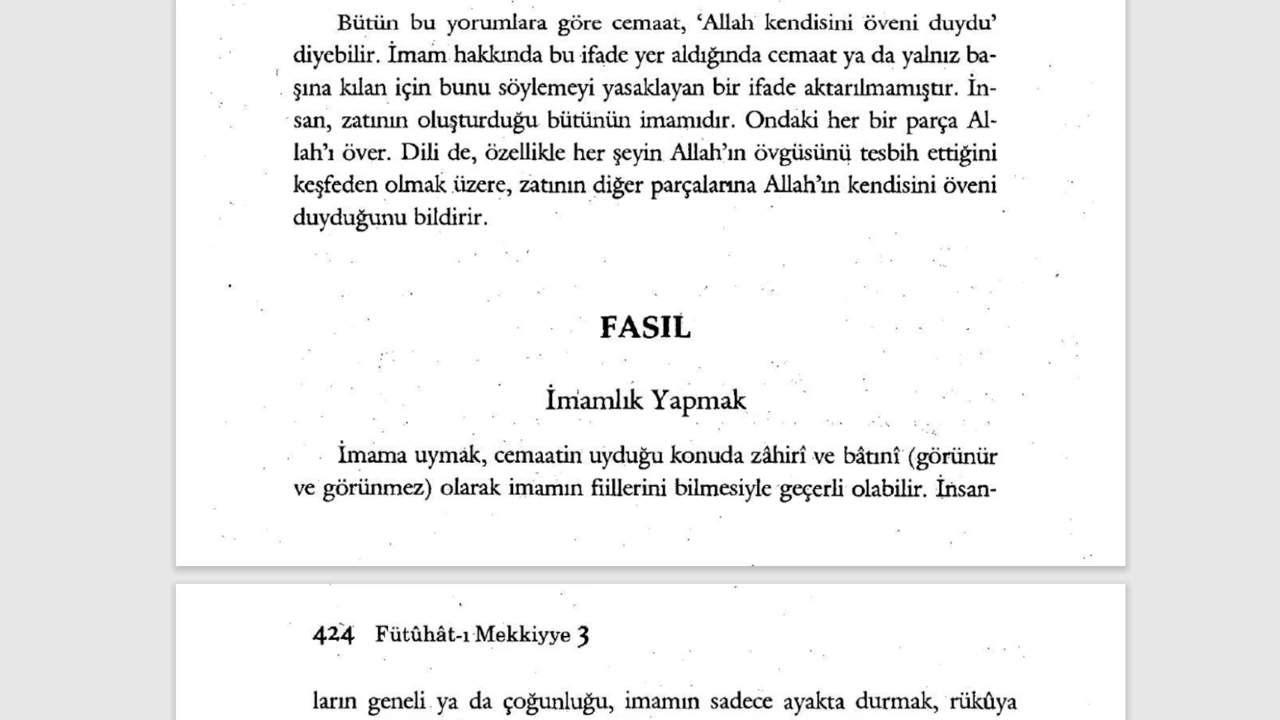 Bütün bu yorumlara göre cemaat, ‘Allah kendisini öveni duydu’
diyebilir. İmam hakkında bu ifade yer aldığında cemaat ya da yalnız ba-
şına kılan için bunu söylemeyi yasaklayan bir ifade aktarılmamıştır. İn-
san, zatının oluşturduğu bütünün imamıdır. Ondaki her bir parça Al-
lah’ı över. Dili de, özellikle her şeyin Allah’ın övgüsünü tesbih ettiğini
keşfeden olmak üzere, zatının diğer parçalarına Allah’ın kendisini öveni
duyduğunu bildirir.
FASIL
İmamlık Yapmak
İmama uymak, cemaatin uyduğu konuda zâhirî ve bâtınî (görünür
ve görünmez) olarak imamın fiillerini bilmesiyle geçerli olabilir. İnsan-
424 Fütûhât-ı Mekkiyye 3
ların geneli ya da çoğunluğu, imamın sadece ayakta durmak, rükûya